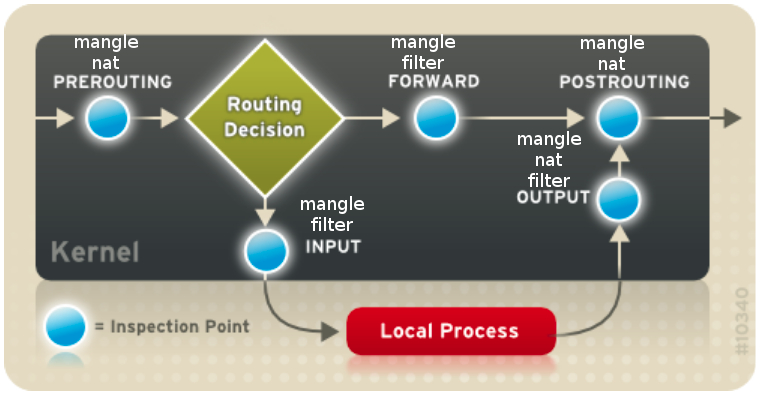 mangle
nat
PREROUTING
Routing
Decision
mangle
filter
FORWARD
mangle
nat
POSTROUTING
mangle
nat
filter
OUTPUT
mangle
filter
INPUT
Kernel
= Inspection Point
Local Process
#10340